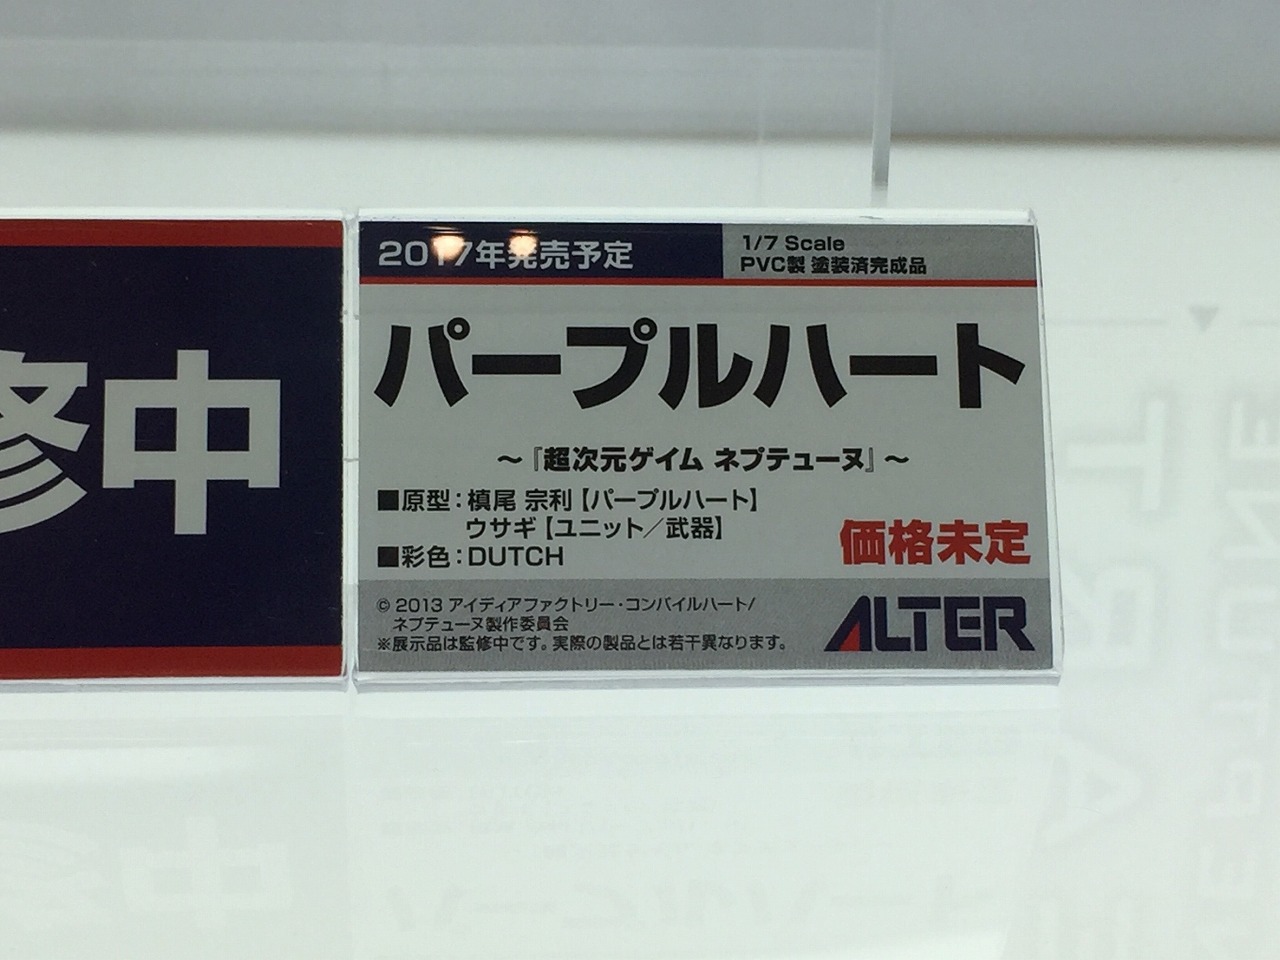 修中
2017年発売予定
1/7 Scale
PVC製 塗装済完成品
パープルハート
～『超次元ゲイム ネプテューヌ』～
■原型：槙尾 宗利【パープルハート】
ウサギ【ユニット／武器】
■彩色：DUTCH
価格未定
© 2013 アイディアファクトリー・コンパイルハート/
ネプテューヌ製作委員会
※展示品は監修中です。実際の製品とは若干異なります。
ALTER